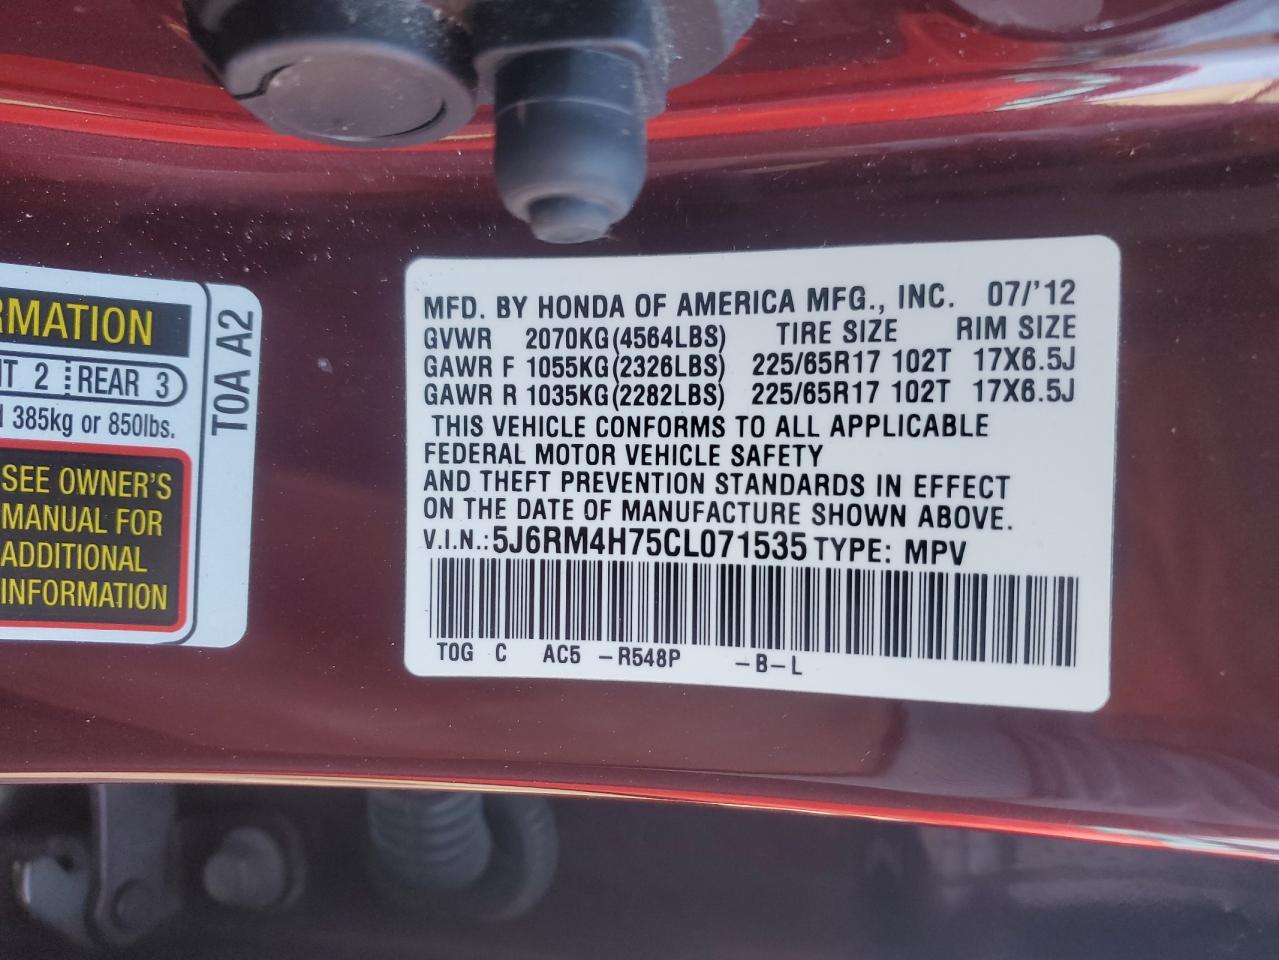 RMATION
T 2 REAR 3
385kg or 850lbs.
SEE OWNER'S
MANUAL FOR
ADDITIONAL
INFORMATION
T0A A2
MFD. BY HONDA OF AMERICA MFG., INC. 07/'12
GVWR 2070KG(4564LBS) TIRE SIZE RIM SIZE
GAWR F 1055KG(2326LBS) 225/65R17 102T 17X6.5J
GAWR R 1035KG(2282LBS) 225/65R17 102T 17X6.5J
THIS VEHICLE CONFORMS TO ALL APPLICABLE
FEDERAL MOTOR VEHICLE SAFETY
AND THEFT PREVENTION STANDARDS IN EFFECT
ON THE DATE OF MANUFACTURE SHOWN ABOVE.
V.I.N.: 5J6RM4H75CL071535 TYPE: MPV
T0G C AC5 -R548P -B-L